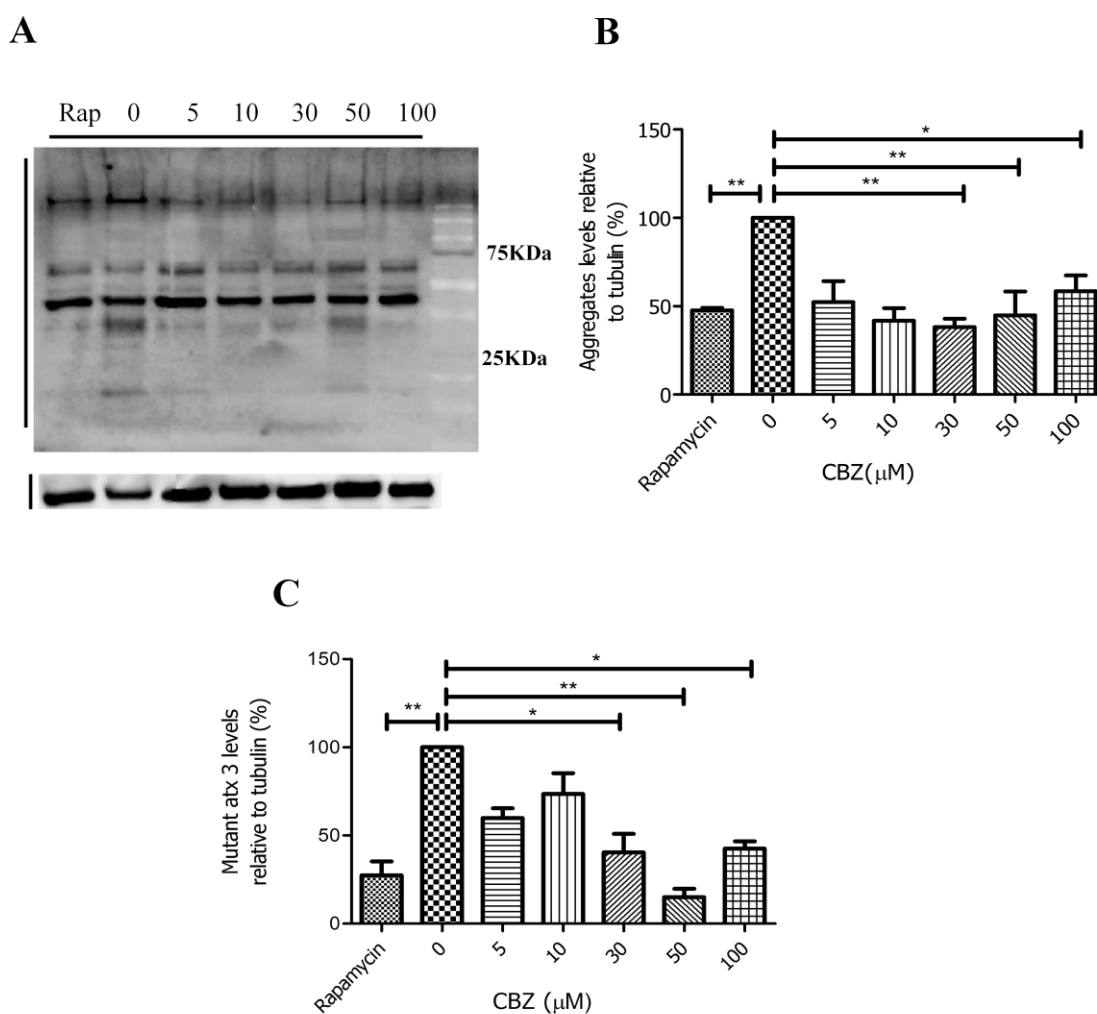 A
Rap 0 5 10 30 50 100
75KDa
25KDa
B
Aggregates levels relative
to tubulin (%)
150
100
50
0
*
**
**
**
Rapamycin 0 5 10 30 50 100
CBZ(μM)
C
Mutant atx 3 levels
relative to tubulin (%)
150
100
50
0
*
**
**
*
Rapamycin 0 5 10 30 50 100
CBZ (μM)